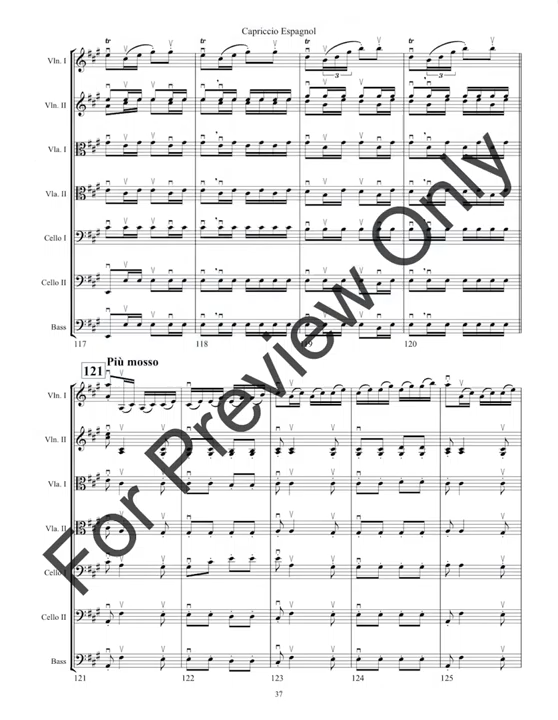 Capriccio Espagnol
Vln. I
Vln. II
Vla. I
Vla. II
Cello I
Cello II
Bass
117 118 119 120
121 Più mosso
Vln. I
Vln. II
Vla. I
Vla. II
Cello I
Cello II
Bass
121 122 123 124 125
37
For Preview Only